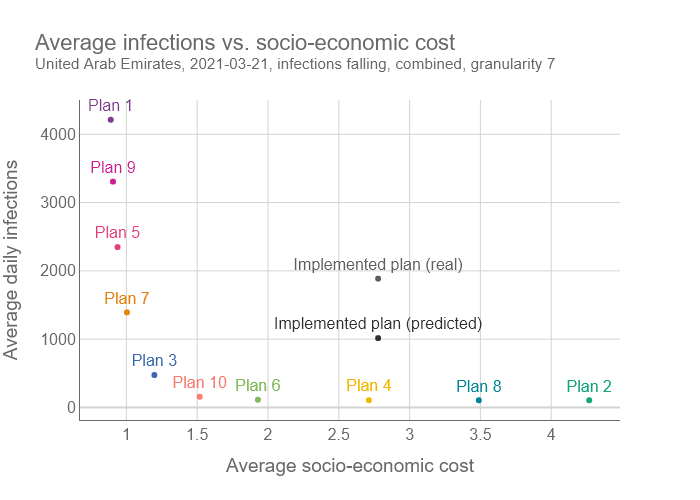 Average infections vs. socio-economic cost
United Arab Emirates, 2021-03-21, infections falling, combined, granularity 7
Plan 1
4000
Plan 9
3000
Plan 5
Implemented plan (real)
2000
Plan 7
Implemented plan (predicted)
1000
Plan 3
Plan 10
Plan 6
Plan 4
Plan 8
Plan 2
0
1
1.5
2
2.5
3
3.5
4
Average socio-economic cost
Average daily infections